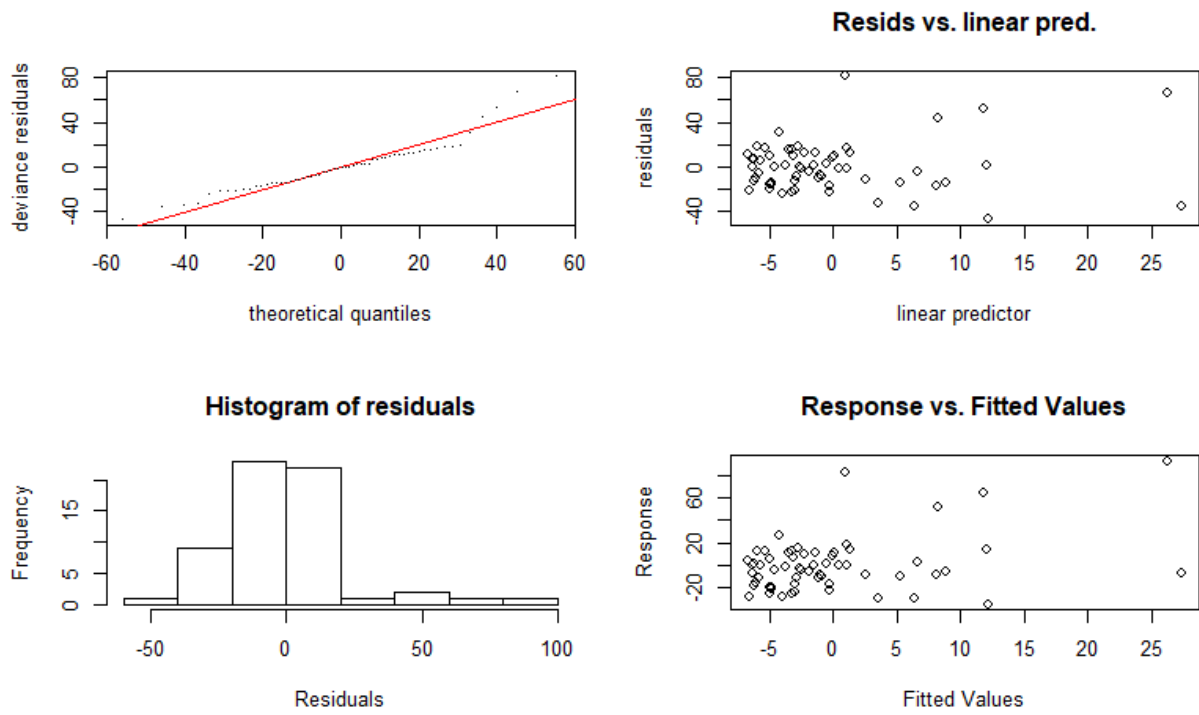 deviance residuals
-40 0 40 80
-60 -40 -20 0 20 40 60
theoretical quantiles
Resids vs. linear pred.
residuals
-40 0 40 80
-5 0 5 10 15 20 25
linear predictor
Histogram of residuals
Frequency
0 5 15
-50 0 50 100
Residuals
Response vs. Fitted Values
Response
-20 20 60
-5 0 5 10 15 20 25
Fitted Values